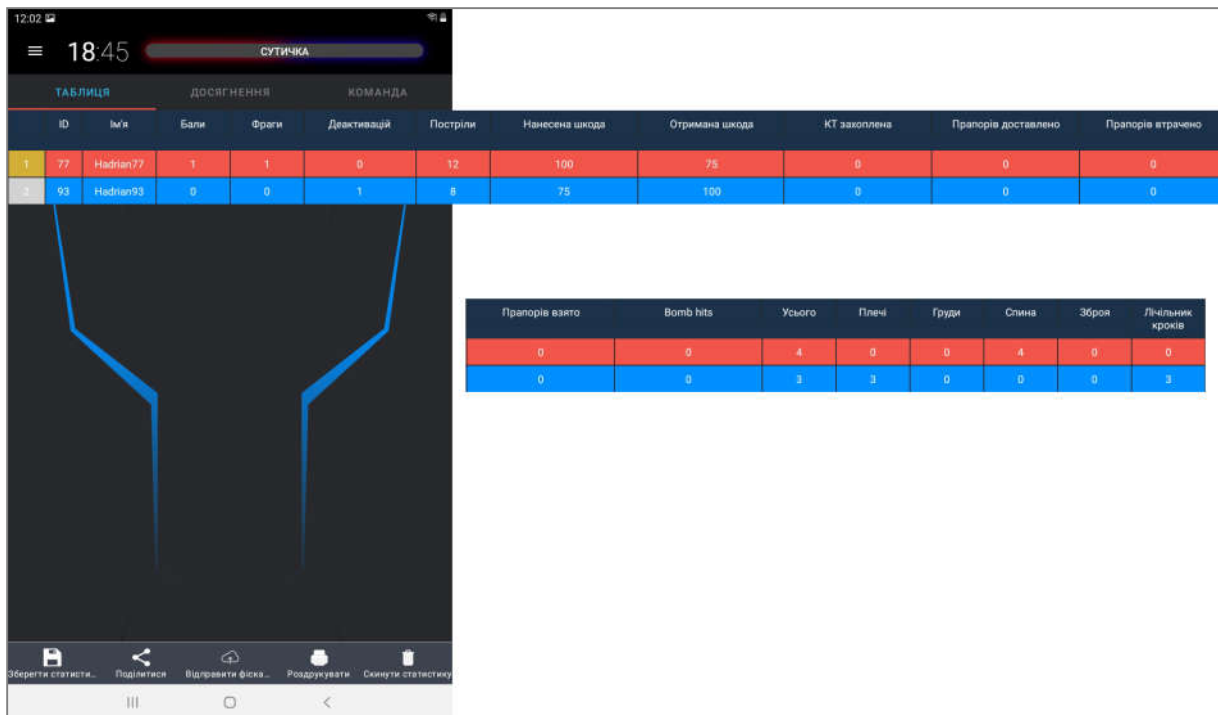 12:02
18:45 СУТИЧКА
ТАБЛИЦЯ ДОСЯГНЕННЯ КОМАНДА
ID Ім'я Бали Фраги Деактивацій Постріли Нанесена шкода Отримана шкода КТ захоплена Прапорів доставлено Прапорів втрачено
1 77 Hadrian77 1 1 0 12 100 75 0 0 0
2 93 Hadrian93 0 0 1 8 75 100 0 0 0
Прапорів взято Bomb hits Усього Плечі Груди Спина Зброя Лічільник
кроків
0 0 4 0 0 4 0 0
0 0 3 3 0 0 0 3
Зберегти статисти... Поділитися Відправити фіска... Роздрукувати Скинути статистику